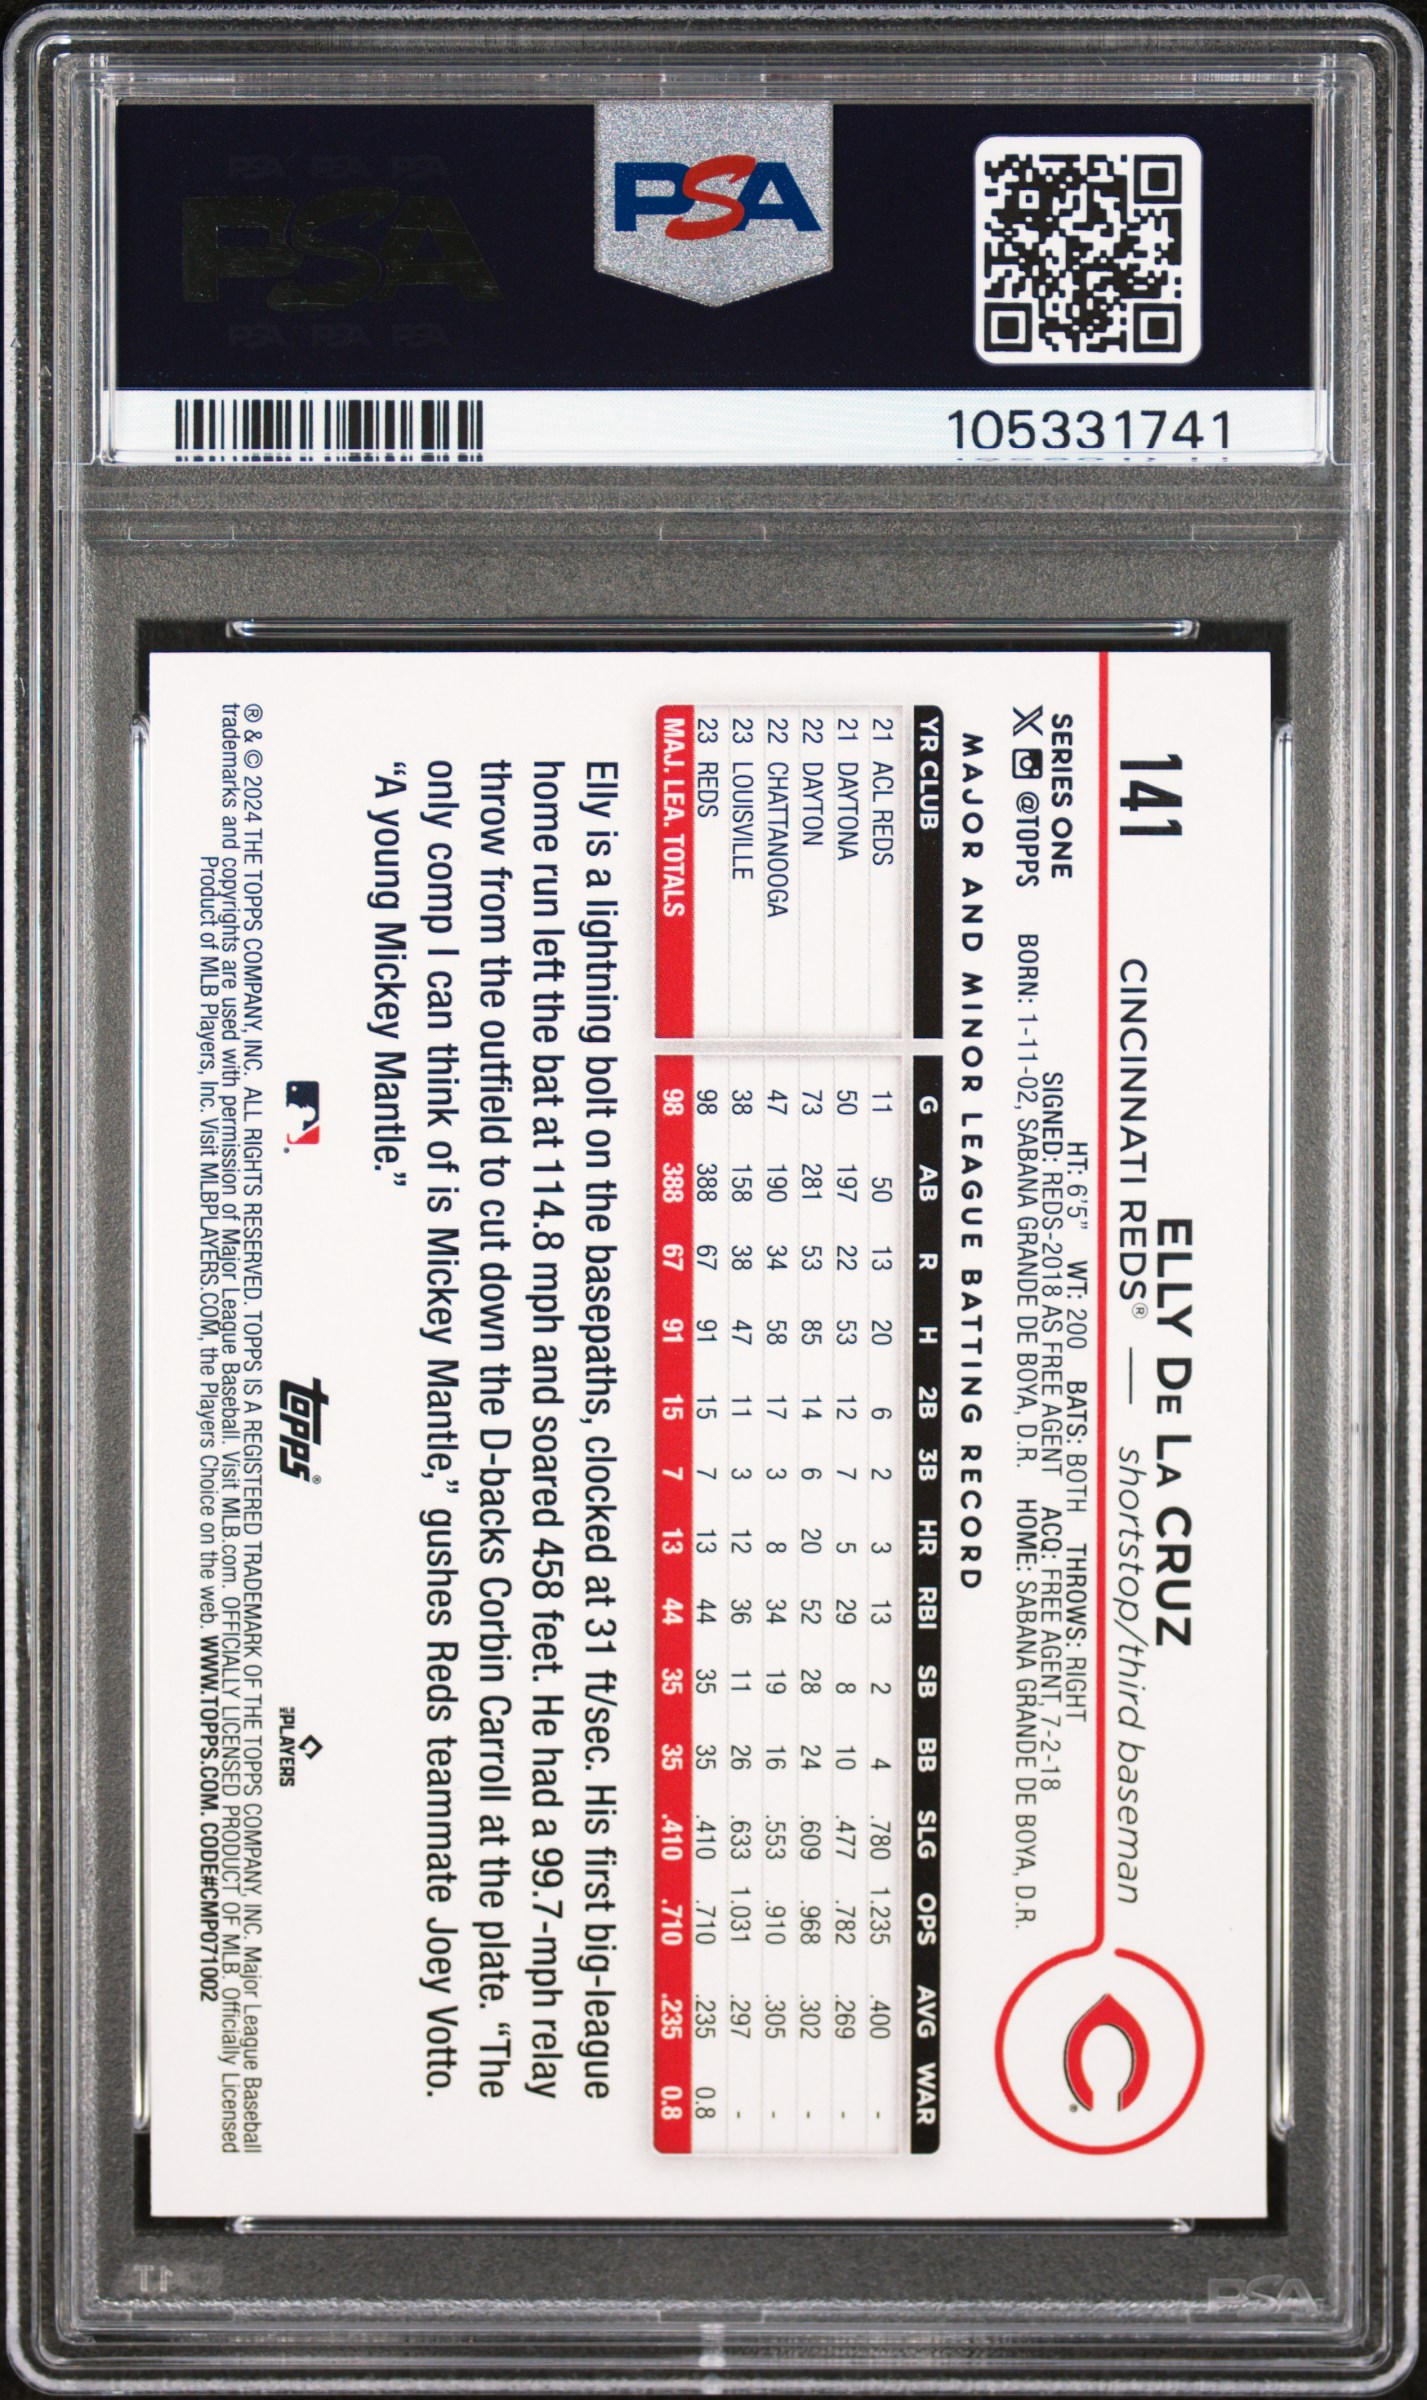 PSA PSA PSA
PSA
PSA PSA PSA
PSA
105331741
141
ELLY DE LA CRUZ
CINCINNATI REDS® — shortstop/third baseman
SERIES ONE
@TOPPS
HT: 6'5" WT: 200 BATS: BOTH THROWS: RIGHT
SIGNED: REDS-2018 AS FREE AGENT ACQ: FREE AGENT, 7-2-18
BORN: 1-11-02, SABANA GRANDE DE BOYA, D.R. HOME: SABANA GRANDE DE BOYA, D.R.
MAJOR AND MINOR LEAGUE BATTING RECORD
YR CLUB G AB R H 2B 3B HR RBI SB BB SLG OPS AVG WAR
21 ACL REDS 11 50 13 20 6 2 3 13 2 4 .780 1.235 .400 -
21 DAYTONA 50 197 22 53 12 7 5 29 8 10 .477 .782 .269 -
22 DAYTON 73 281 53 85 14 6 20 52 28 24 .609 .968 .302 -
22 CHATTANOOGA 47 190 34 58 17 3 8 34 19 16 .553 .910 .305 -
23 LOUISVILLE 38 158 38 47 11 3 12 36 11 26 .633 1.031 .297 -
23 REDS 98 388 67 91 15 7 13 44 35 35 .410 .710 .235 0.8
MAJ. LEA. TOTALS 98 388 67 91 15 7 13 44 35 35 .410 .710 .235 0.8
Elly is a lightning bolt on the basepaths, clocked at 31 ft/sec. His first big-league
home run left the bat at 114.8 mph and soared 458 feet. He had a 99.7-mph relay
throw from the outfield to cut down the D-backs Corbin Carroll at the plate. “The
only comp I can think of is Mickey Mantle,” gushes Reds teammate Joey Votto.
“A young Mickey Mantle.”
topps®
PLAYERS
® & © 2024 THE TOPPS COMPANY, INC. ALL RIGHTS RESERVED. TOPPS IS A REGISTERED TRADEMARK OF THE TOPPS COMPANY, INC. Major League Baseball
trademarks and copyrights are used with permission of Major League Baseball. Visit MLB.com. OFFICIALLY LICENSED PRODUCT OF MLB. Officially Licensed
Product of MLB Players, Inc. Visit MLBPLAYERS.COM, the Players Choice on the web. WWW.TOPPS.COM. CODE#CMP071002
PSA